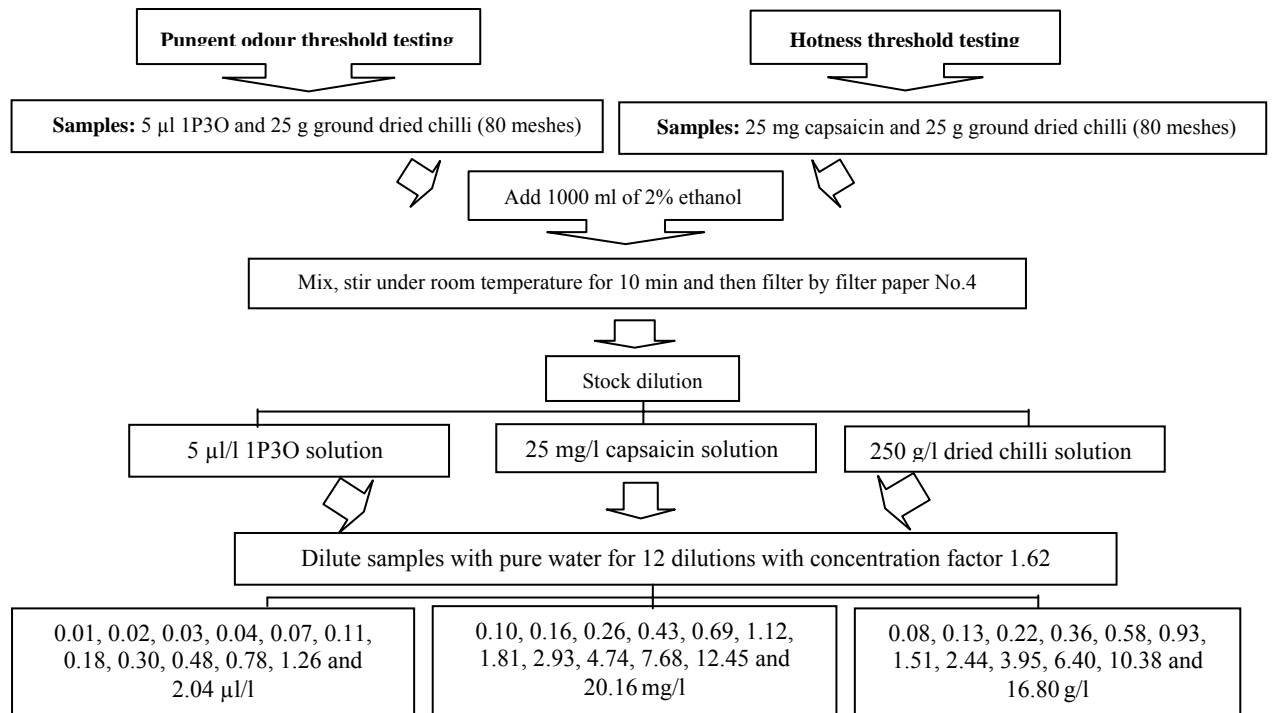 Pungent odour threshold testing
Hotness threshold testing
Samples: 5 µl 1P3O and 25 g ground dried chilli (80 meshes)
Samples: 25 mg capsaicin and 25 g ground dried chilli (80 meshes)
Add 1000 ml of 2% ethanol
Mix, stir under room temperature for 10 min and then filter by filter paper No.4
Stock dilution
5 µl/l 1P3O solution
25 mg/l capsaicin solution
250 g/l dried chilli solution
Dilute samples with pure water for 12 dilutions with concentration factor 1.62
0.01, 0.02, 0.03, 0.04, 0.07, 0.11,
0.18, 0.30, 0.48, 0.78, 1.26 and
2.04 µl/l
0.10, 0.16, 0.26, 0.43, 0.69, 1.12,
1.81, 2.93, 4.74, 7.68, 12.45 and
20.16 mg/l
0.08, 0.13, 0.22, 0.36, 0.58, 0.93,
1.51, 2.44, 3.95, 6.40, 10.38 and
16.80 g/l